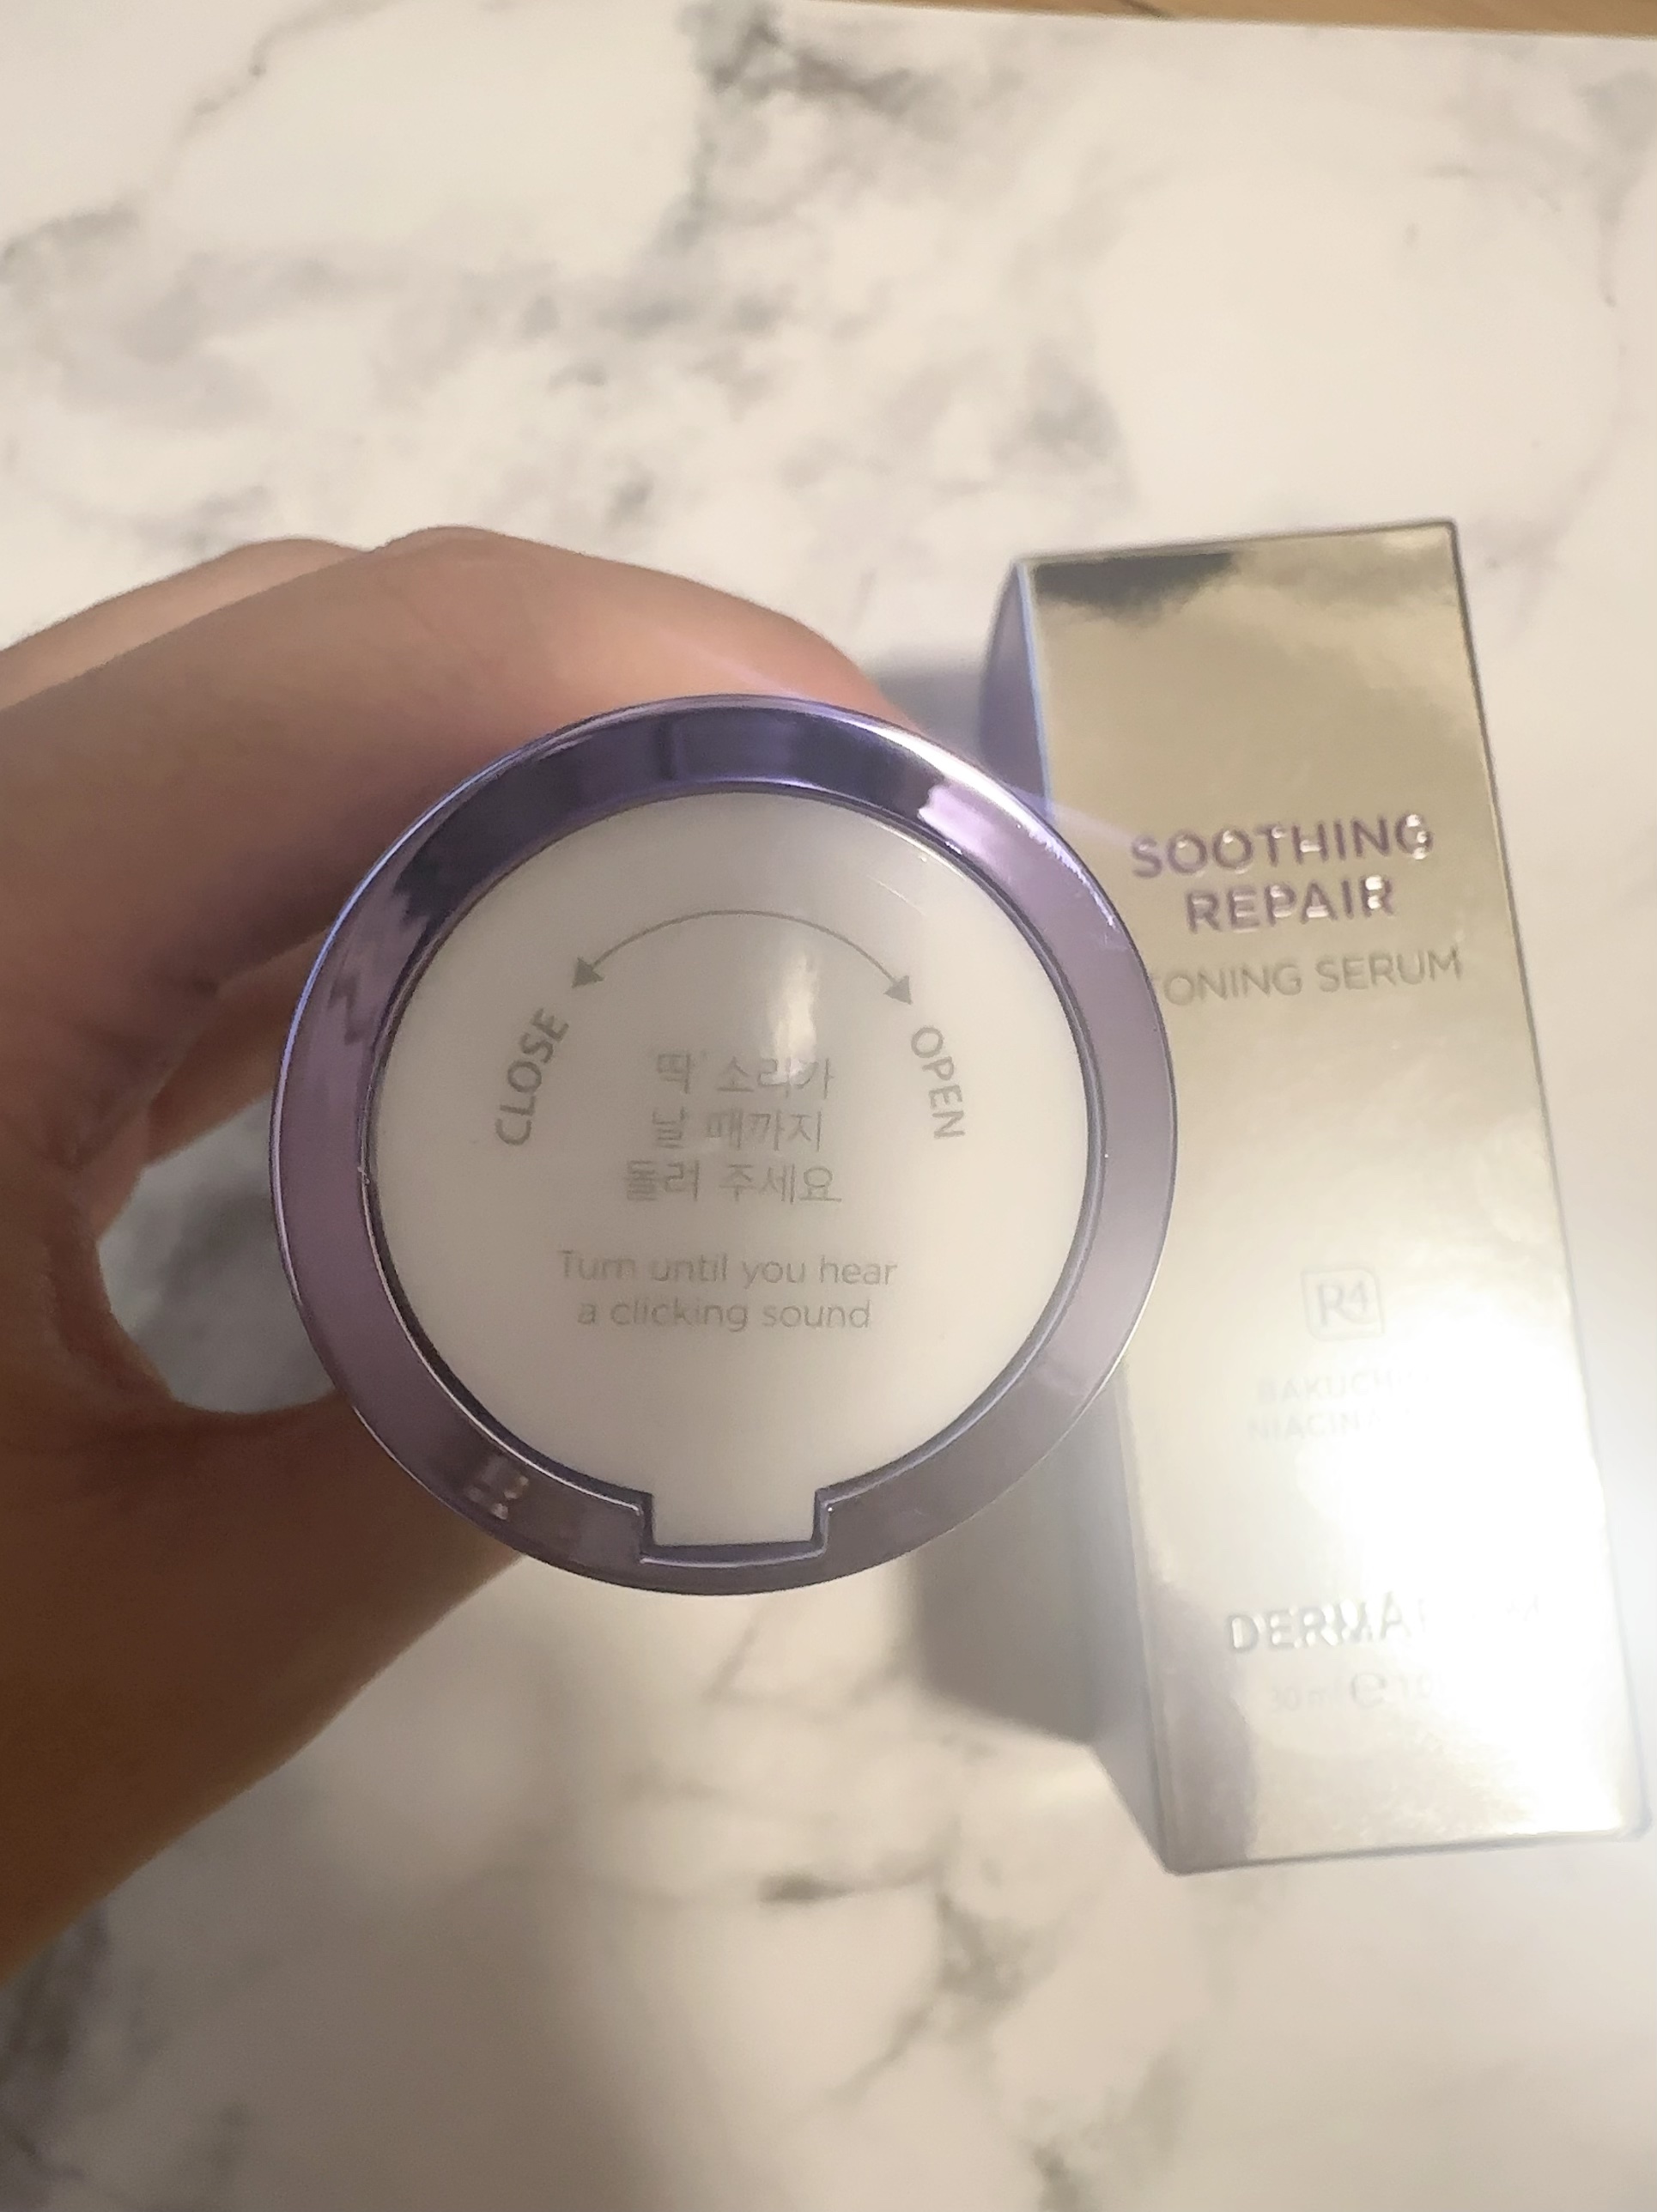 CLOSE
OPEN
'딱' 소리가
날 때까지
돌려 주세요
Turn until you hear
a clicking sound
SOOTHING
REPAIR
TONING SERUM
R4